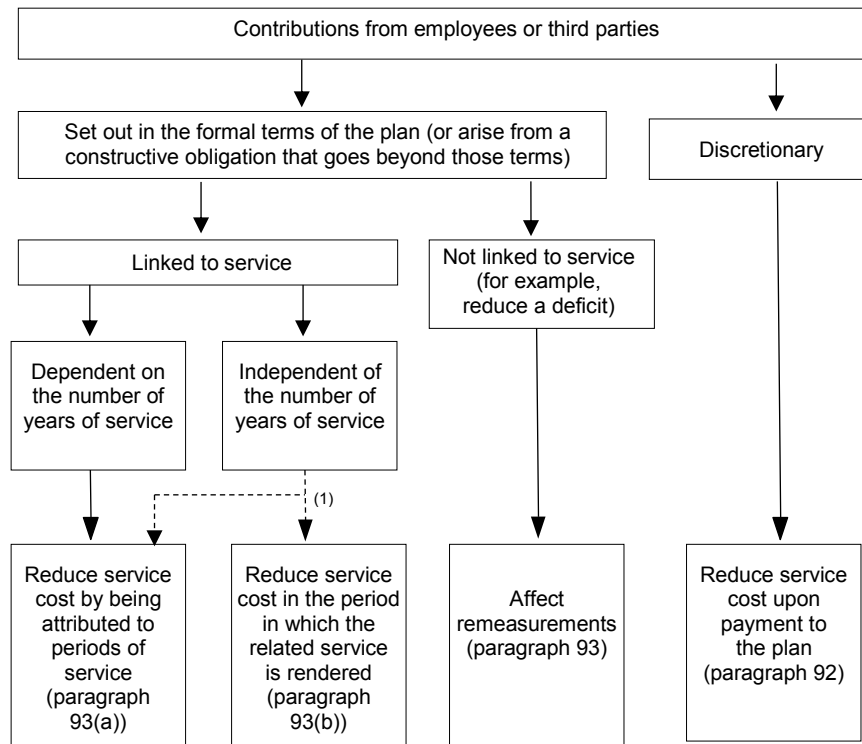 Contributions from employees or third parties
Set out in the formal terms of the plan (or arise from a
constructive obligation that goes beyond those terms)
Discretionary
Linked to service
Not linked to service
(for example,
reduce a deficit)
Dependent on
the number of
years of service
Independent of
the number of
years of service
(1)
Reduce service
cost by being
attributed to
periods of
service
(paragraph
93(a))
Reduce service
cost in the period
in which the
related service
is rendered
(paragraph
93(b))
Affect
remeasurements
(paragraph 93)
Reduce service
cost upon
payment to
the plan
(paragraph 92)